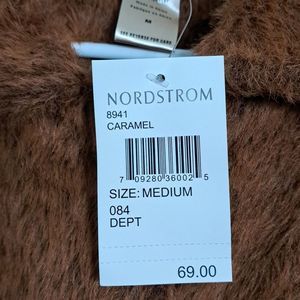 M
SEE REVERSE FOR CARE
NORDSTROM
8941
CARAMEL
7 09280 36002 5
SIZE: MEDIUM
084
DEPT
69.00